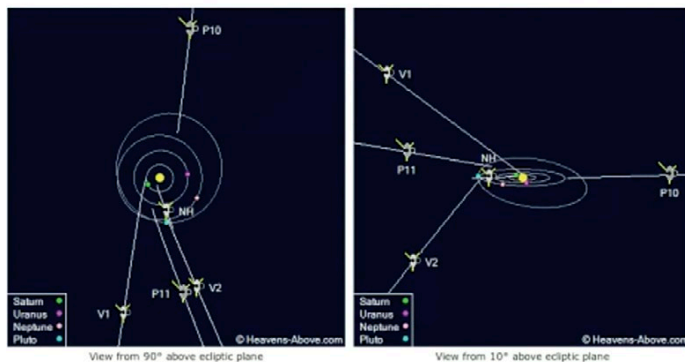 P10
NH
P11
V2
V1
Saturn
Uranus
Neptune
Pluto
© Heavens-Above.com
View from 90° above ecliptic plane
V1
NH
P11
P10
V2
Saturn
Uranus
Neptune
Pluto
© Heavens-Above.com
View from 10° above ecliptic plane